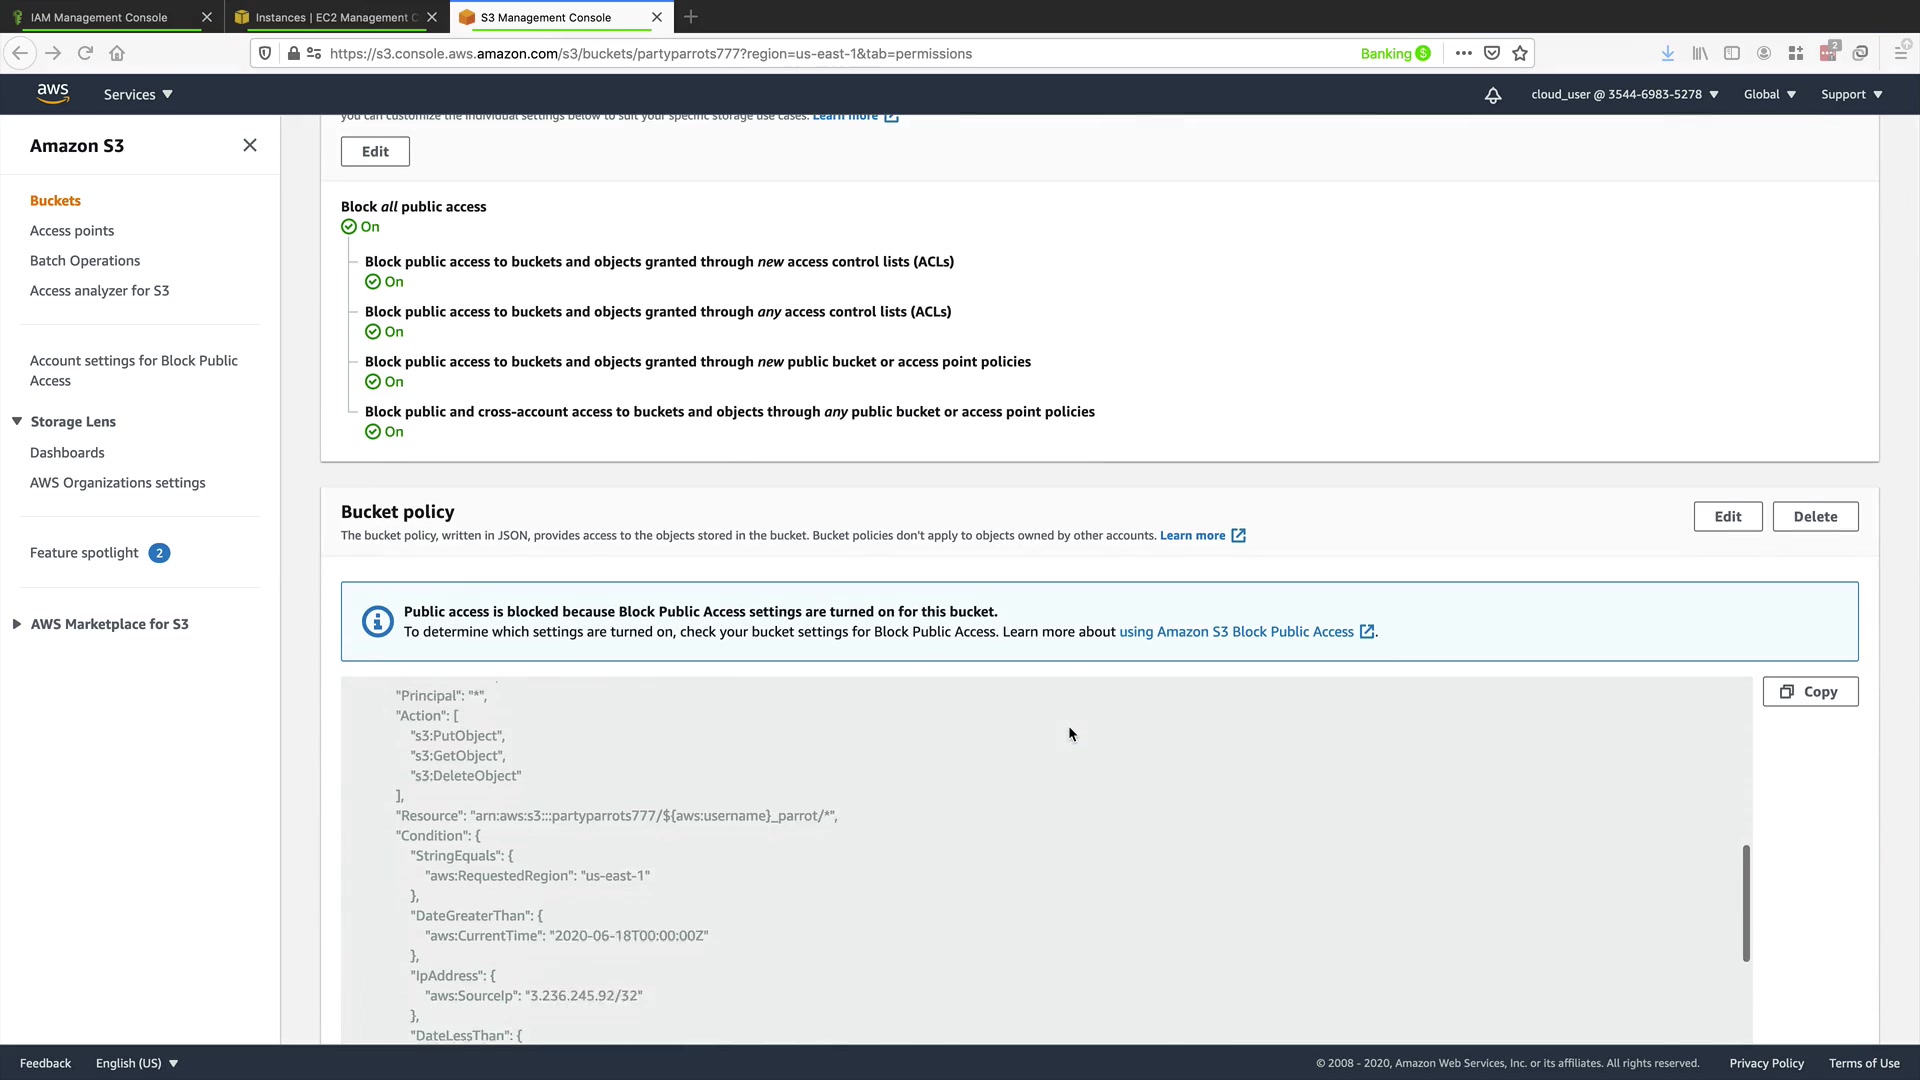 IAM Management Console
Instances | EC2 Management C
S3 Management Console
https://s3.console.aws.amazon.com/s3/buckets/partyparrots777?region=us-east-1&tab=permissions
Banking
2
aws
Services
cloud_user @ 3544-6983-5278
Global
Support
Amazon S3
Buckets
Access points
Batch Operations
Access analyzer for S3
Account settings for Block Public
Access
Storage Lens
Dashboards
AWS Organizations settings
Feature spotlight 2
AWS Marketplace for S3
you can customize the individual settings below to suit your specific storage use cases. Learn more
Edit
Block all public access
On
Block public access to buckets and objects granted through new access control lists (ACLs)
On
Block public access to buckets and objects granted through any access control lists (ACLs)
On
Block public access to buckets and objects granted through new public bucket or access point policies
On
Block public and cross-account access to buckets and objects through any public bucket or access point policies
On
Bucket policy
Edit
Delete
The bucket policy, written in JSON, provides access to the objects stored in the bucket. Bucket policies don't apply to objects owned by other accounts. Learn more
Public access is blocked because Block Public Access settings are turned on for this bucket.
To determine which settings are turned on, check your bucket settings for Block Public Access. Learn more about using Amazon S3 Block Public Access.
Copy
"Principal": "*",
"Action": [
"s3:PutObject",
"s3:GetObject",
"s3:DeleteObject"
],
"Resource": "arn:aws:s3:::partyparrots777/${aws:username}_parrot/*",
"Condition": {
"StringEquals": {
"aws:RequestedRegion": "us-east-1"
},
"DateGreaterThan": {
"aws:CurrentTime": "2020-06-18T00:00:00Z"
},
"IpAddress": {
"aws:SourceIp": "3.236.245.92/32"
},
"DateLessThan": {
Feedback
English (US)
© 2008 - 2020, Amazon Web Services, Inc. or its affiliates. All rights reserved.
Privacy Policy
Terms of Use